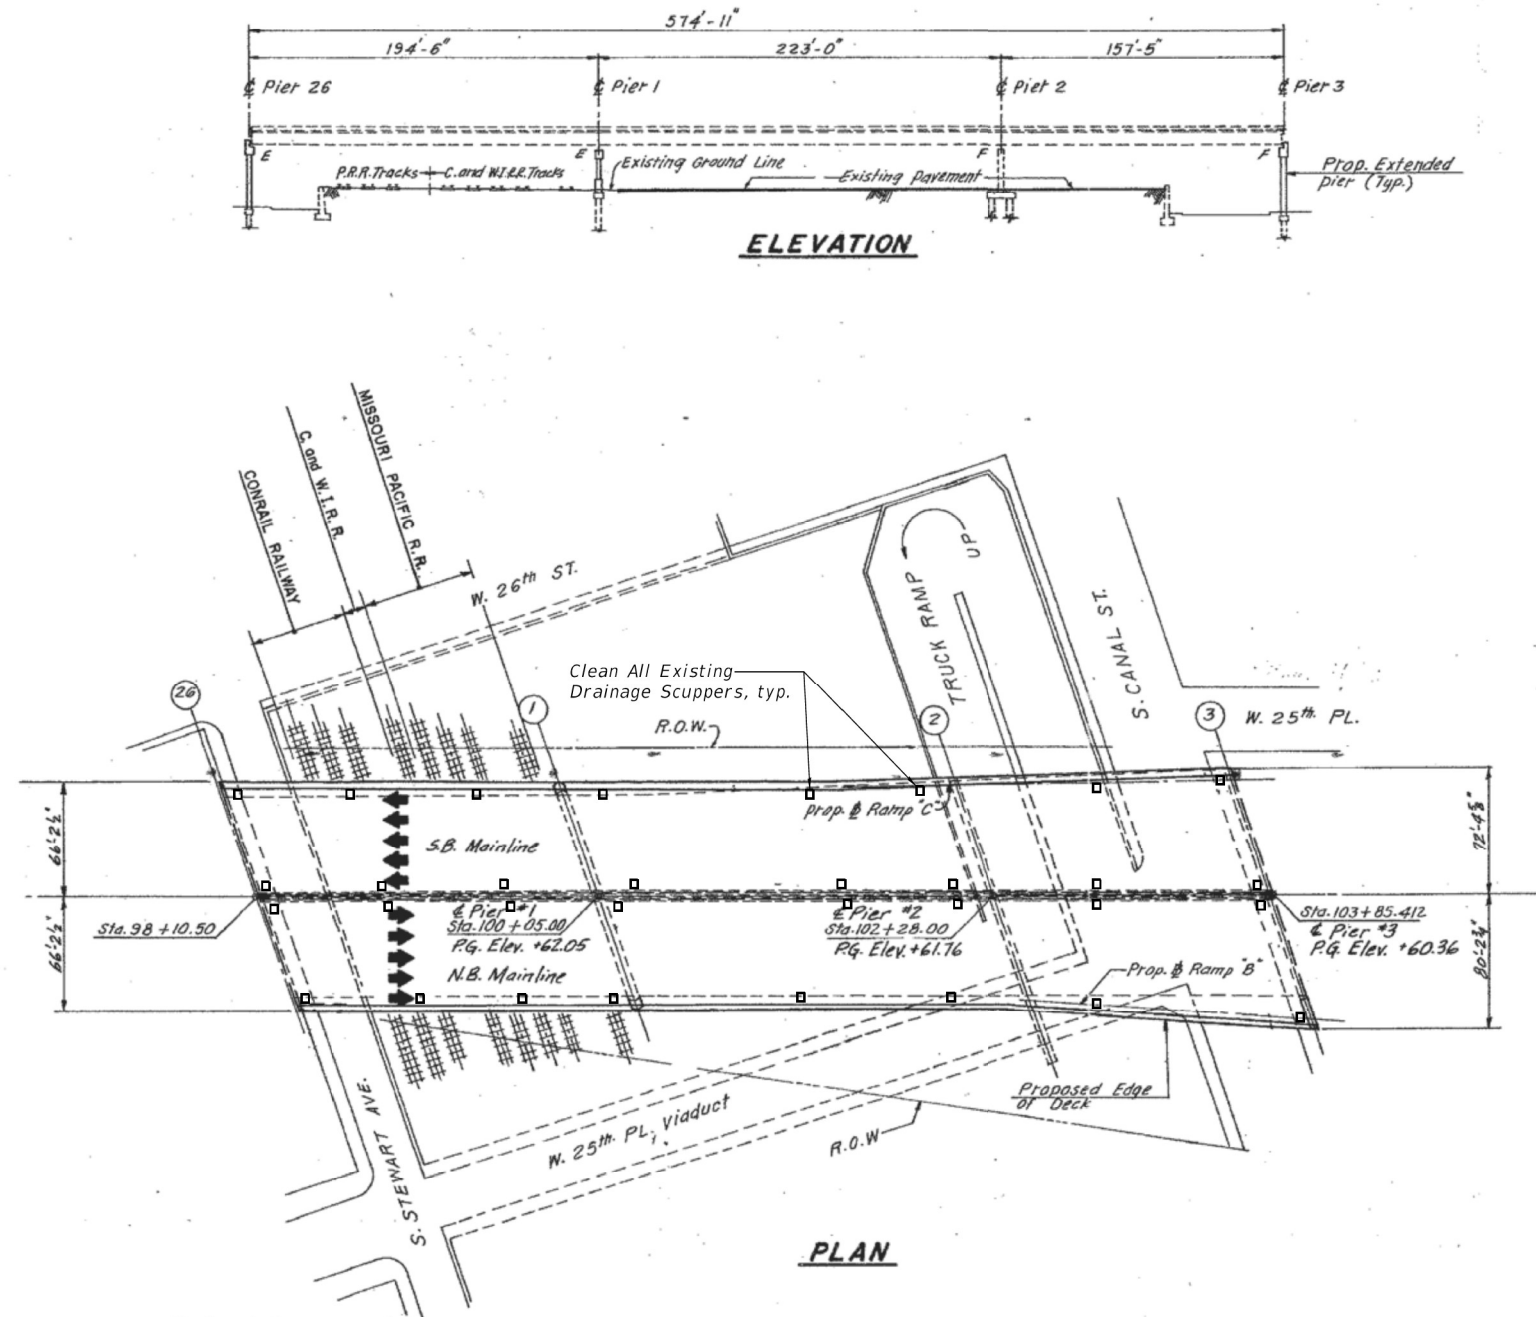 574'-11"
194'-6"
223'-0"
157'-5"
℄ Pier 26
℄ Pier 1
℄ Pier 2
℄ Pier 3
E
E
F
F
P.R.R. Tracks
C. and W.I.R.R. Tracks
Existing Ground Line
Existing Pavement
Prop. Extended
pier (Typ.)
ELEVATION
MISSOURI PACIFIC R.R.
C. and W.I.R.R.
CONRAIL RAILWAY
W. 26th ST.
UP
TRUCK RAMP
S. CANAL ST.
Clean All Existing
Drainage Scuppers, typ.
26
1
2
3
R.O.W.
W. 25th. PL.
Prop. ℄ Ramp "C"
66'-2½"
S.B. Mainline
72'-4⅝"
℄ Pier #1
Sta. 100 + 05.00
P.G. Elev. +62.05
℄ Pier #2
Sta. 102 + 28.00
P.G. Elev. +61.76
Sta. 103 + 85.412
℄ Pier #3
P.G. Elev. +60.36
Sta. 98 + 10.50
66'-2½"
N.B. Mainline
Prop. ℄ Ramp "B"
80'-2¾"
Proposed Edge
of Deck
W. 25th. PL. Viaduct
R.O.W
S. STEWART AVE.
PLAN